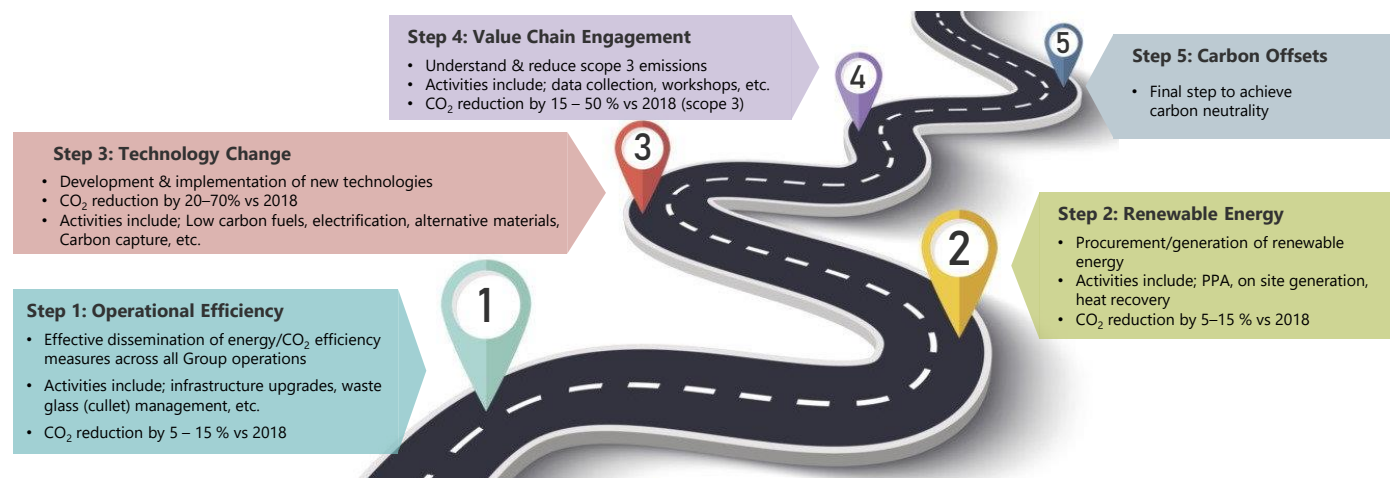 Step 4: Value Chain Engagement
• Understand & reduce scope 3 emissions
• Activities include; data collection, workshops, etc.
• CO₂ reduction by 15 – 50 % vs 2018 (scope 3)
4
5
Step 5: Carbon Offsets
• Final step to achieve
carbon neutrality
Step 3: Technology Change
• Development & implementation of new technologies
• CO₂ reduction by 20–70% vs 2018
• Activities include; Low carbon fuels, electrification, alternative materials,
Carbon capture, etc.
3
2
Step 2: Renewable Energy
• Procurement/generation of renewable
energy
• Activities include; PPA, on site generation,
heat recovery
• CO₂ reduction by 5–15 % vs 2018
Step 1: Operational Efficiency
• Effective dissemination of energy/CO₂ efficiency
measures across all Group operations
• Activities include; infrastructure upgrades, waste
glass (cullet) management, etc.
• CO₂ reduction by 5 – 15 % vs 2018
1